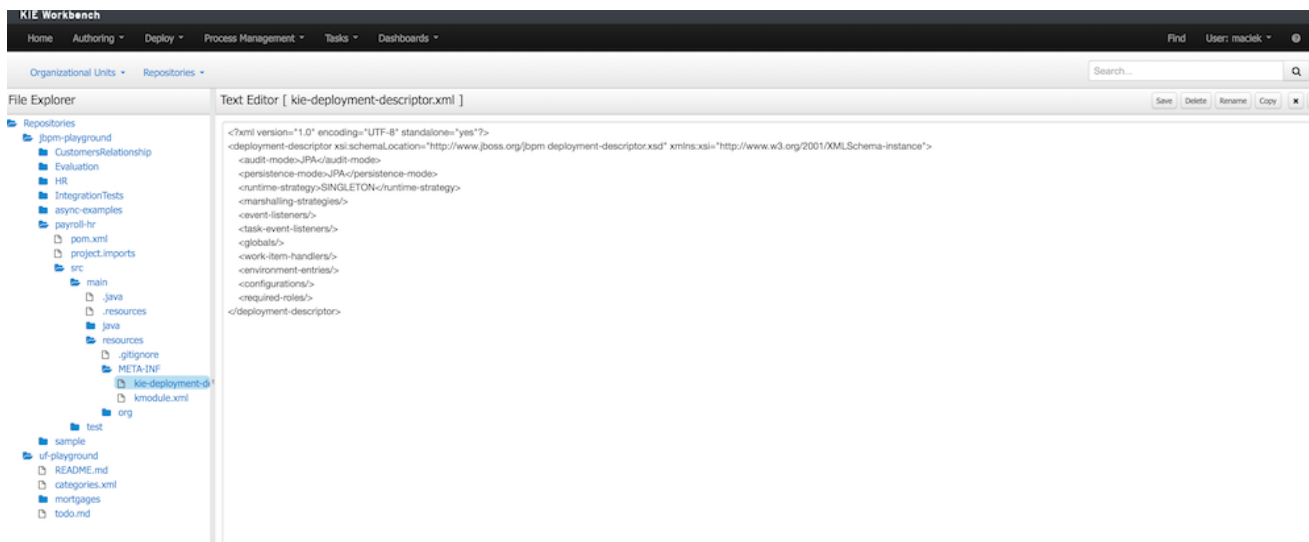 KIE Workbench
Home Authoring Deploy Process Management Tasks Dashboards Find User: maciek
Organizational Units Repositories Search...
File Explorer
Repositories
jbpm-playground
CustomersRelationship
Evaluation
HR
IntegrationTests
async-examples
payroll-hr
pom.xml
project.imports
src
main
.java
.resources
java
resources
.gitignore
META-INF
kie-deployment-de
kmodule.xml
org
test
sample
uf-playground
README.md
categories.xml
mortgages
todo.md
Text Editor [ kie-deployment-descriptor.xml ] Save Delete Rename Copy
<?xml version="1.0" encoding="UTF-8" standalone="yes"?>
<deployment-descriptor xsi:schemaLocation="http://www.jboss.org/jbpm deployment-descriptor.xsd" xmlns:xsi="http://www.w3.org/2001/XMLSchema-instance">
<audit-mode>JPA</audit-mode>
<persistence-mode>JPA</persistence-mode>
<runtime-strategy>SINGLETON</runtime-strategy>
<marshalling-strategies/>
<event-listeners/>
<task-event-listeners/>
<globals/>
<work-item-handlers/>
<environment-entries/>
<configurations/>
<required-roles/>
</deployment-descriptor>